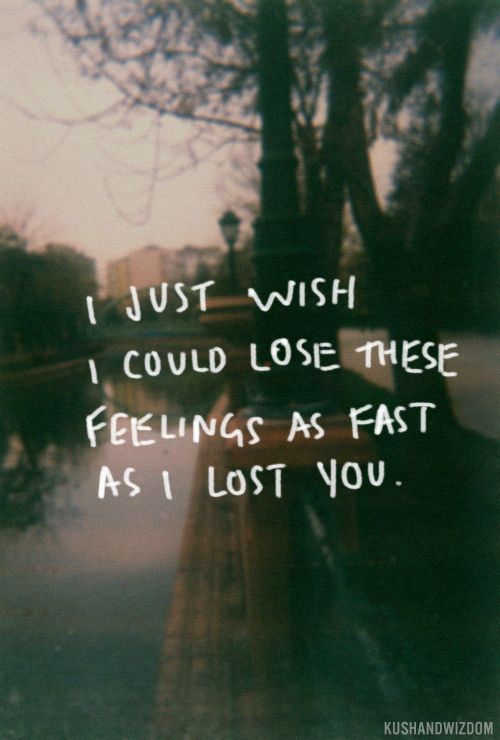 I JUST WISH
I COULD LOSE THESE
FEELINGS AS FAST
AS I LOST YOU.
KUSHANDWIZDOM